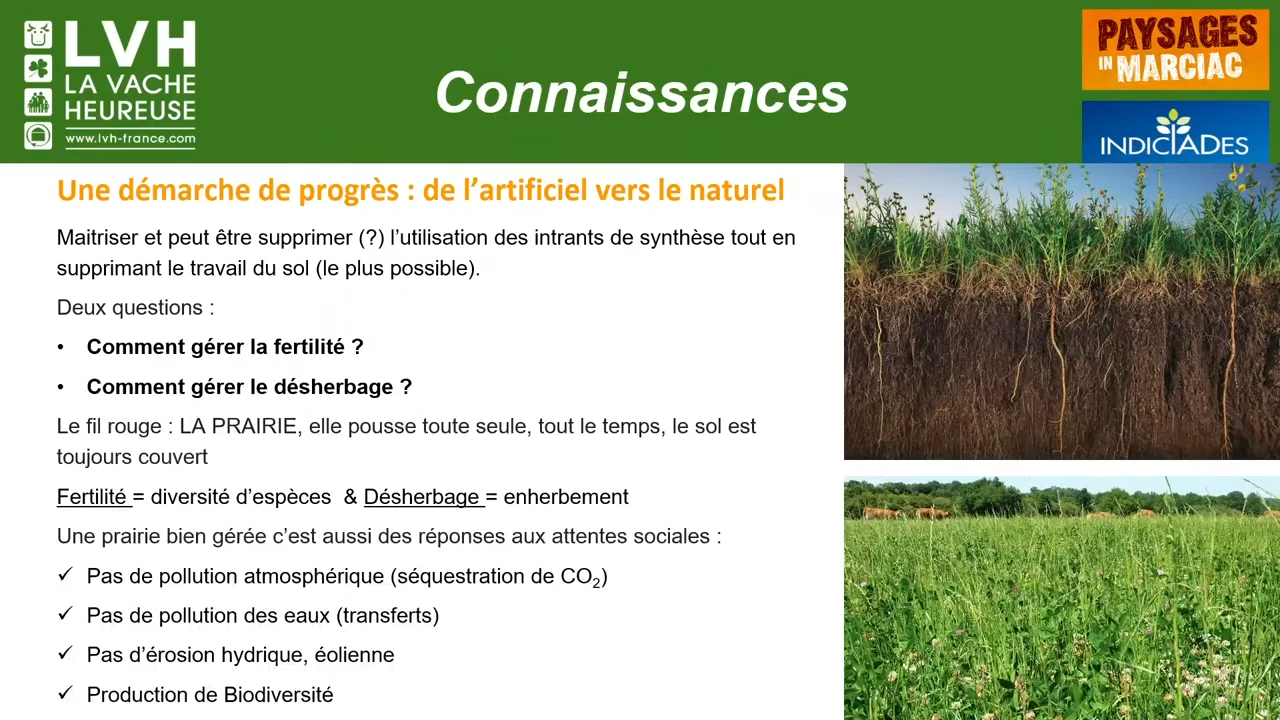 LVH
LA VACHE
HEUREUSE
www.lvh-france.com
Connaissances
PAYSAGES
IN MARCIAC
INDICIADES
Une démarche de progrès : de l’artificiel vers le naturel
Maitriser et peut être supprimer (?) l’utilisation des intrants de synthèse tout en
supprimant le travail du sol (le plus possible).
Deux questions :
• Comment gérer la fertilité ?
• Comment gérer le désherbage ?
Le fil rouge : LA PRAIRIE, elle pousse toute seule, tout le temps, le sol est
toujours couvert
Fertilité = diversité d’espèces & Désherbage = enherbement
Une prairie bien gérée c’est aussi des réponses aux attentes sociales :
✓ Pas de pollution atmosphérique (séquestration de CO₂)
✓ Pas de pollution des eaux (transferts)
✓ Pas d’érosion hydrique, éolienne
✓ Production de Biodiversité